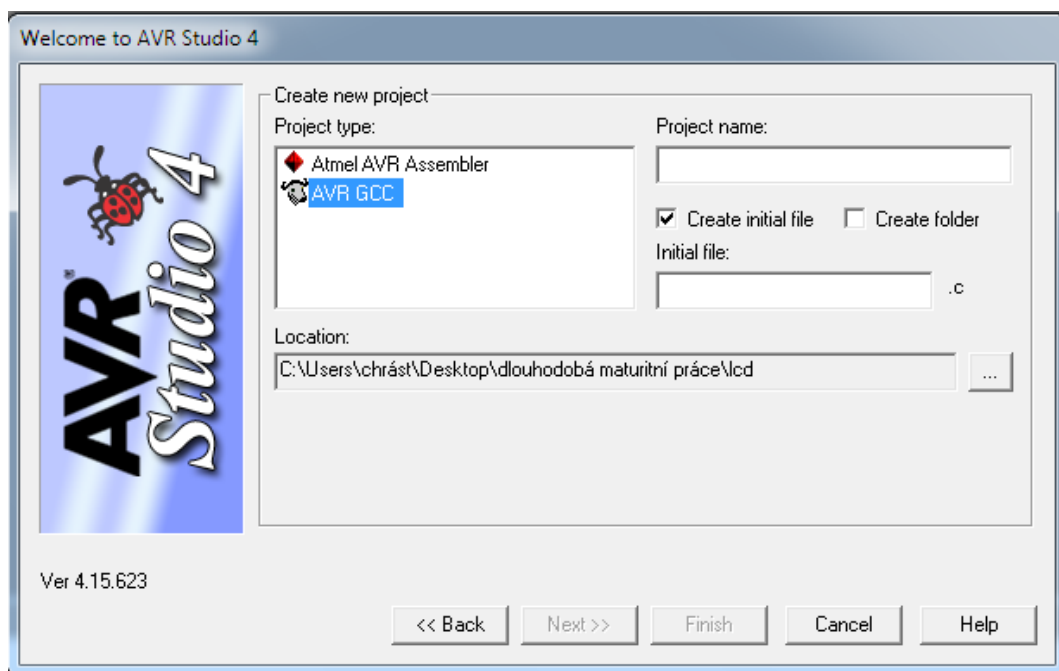 Welcome to AVR Studio 4
Create new project
Project type:
Project name:
Atmel AVR Assembler
AVR GCC
Create initial file
Create folder
Initial file:
.c
Location:
C:\Users\chrást\Desktop\dlouhodobá maturitní práce\lcd
...
AVR®
Studio 4
Ver 4.15.623
<< Back
Next >>
Finish
Cancel
Help